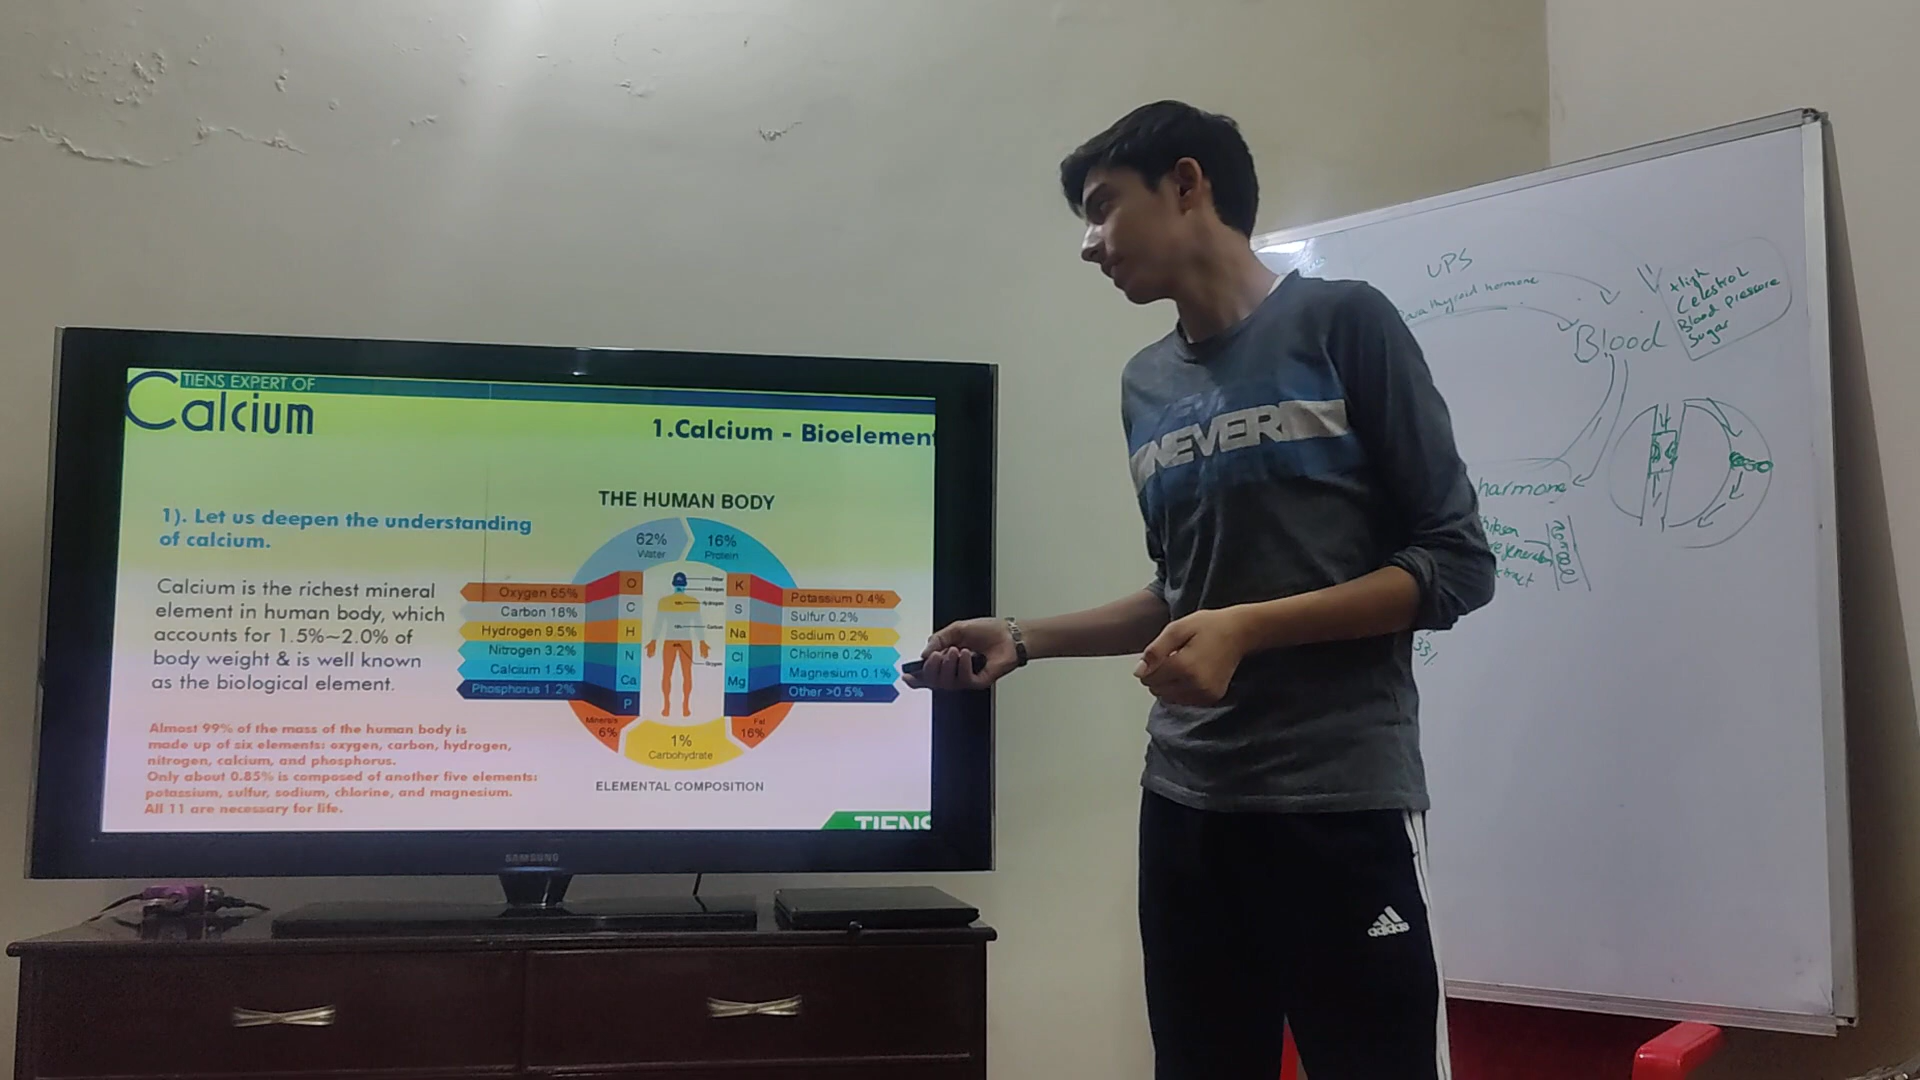 TIENS EXPERT OF
Calcium
1.Calcium - Bioelement
1). Let us deepen the understanding
of calcium.
Calcium is the richest mineral
element in human body, which
accounts for 1.5%~2.0% of
body weight & is well known
as the biological element.
Almost 99% of the mass of the human body is
made up of six elements: oxygen, carbon, hydrogen,
nitrogen, calcium, and phosphorus.
Only about 0.85% is composed of another five elements:
potassium, sulfur, sodium, chlorine, and magnesium.
All 11 are necessary for life.
THE HUMAN BODY
62%
Water
16%
Protein
Oxygen 65%
Carbon 18%
Hydrogen 9.5%
Nitrogen 3.2%
Calcium 1.5%
Phosphorus 1.2%
O
C
H
N
Ca
P
Other
Nitrogen
Hydrogen
Carbon
Oxygen
K
S
Na
Cl
Mg
Potassium 0.4%
Sulfur 0.2%
Sodium 0.2%
Chlorine 0.2%
Magnesium 0.1%
Other >0.5%
Minerals
6%
1%
Carbohydrate
Fat
16%
ELEMENTAL COMPOSITION
TIENS
SAMSUNG
NEVER
adidas
UPS
Parathyroid hormone
Blood
High
Celestrol
Blood pressure
Sugar
harmone